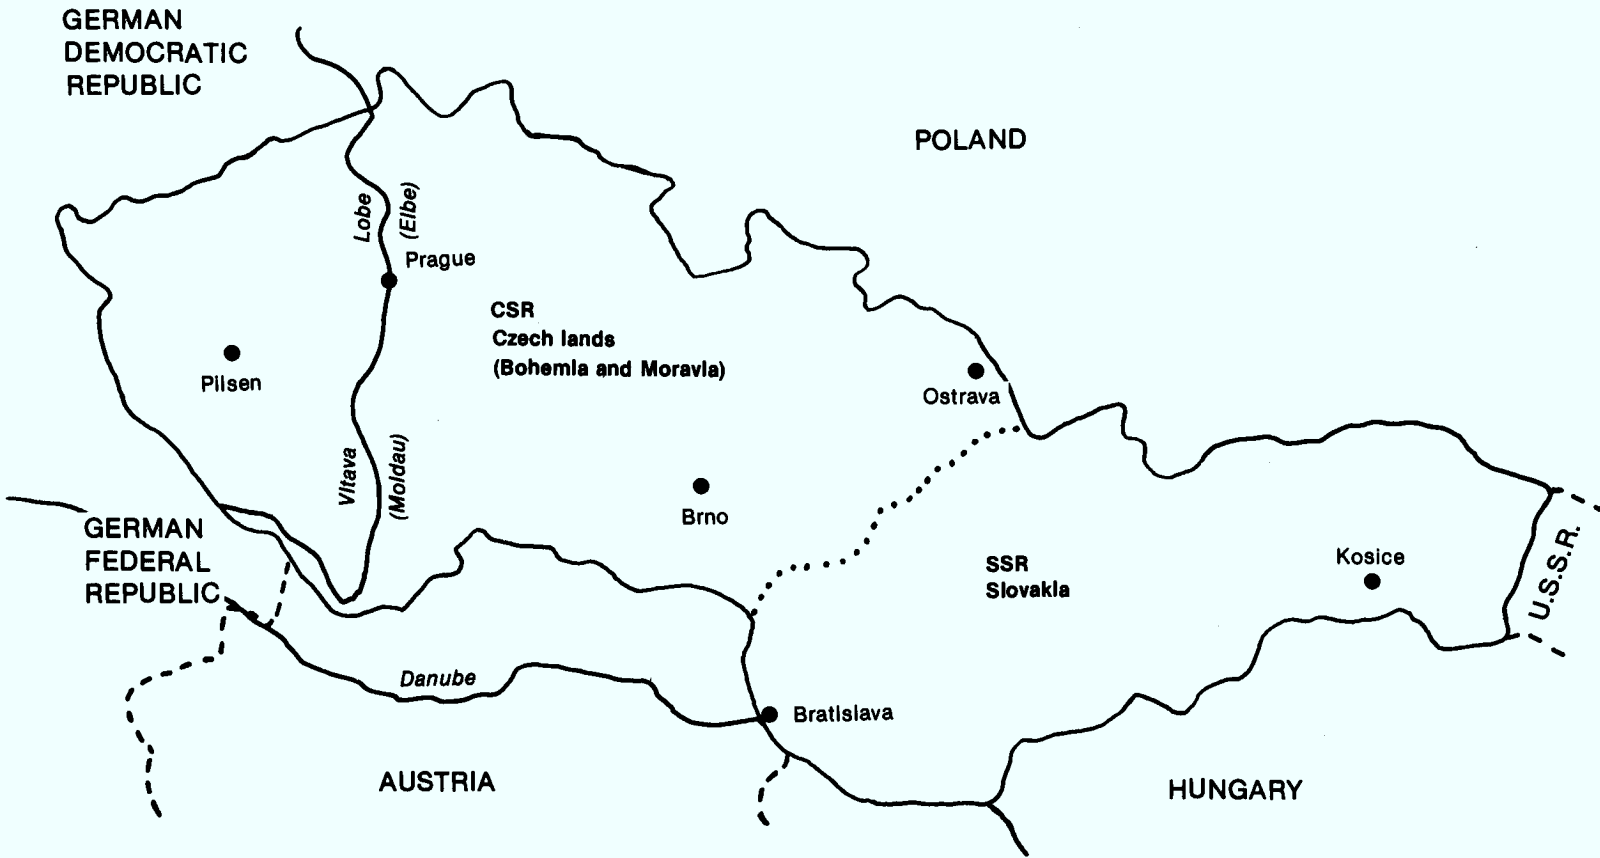 GERMAN
DEMOCRATIC
REPUBLIC
POLAND
Lobe
(Elbe)
Prague
CSR
Czech lands
(Bohemia and Moravia)
Pilsen
Ostrava
Vltava
(Moldau)
Brno
GERMAN
FEDERAL
REPUBLIC
SSR
Slovakia
Kosice
U.S.S.R.
Danube
Bratislava
AUSTRIA
HUNGARY